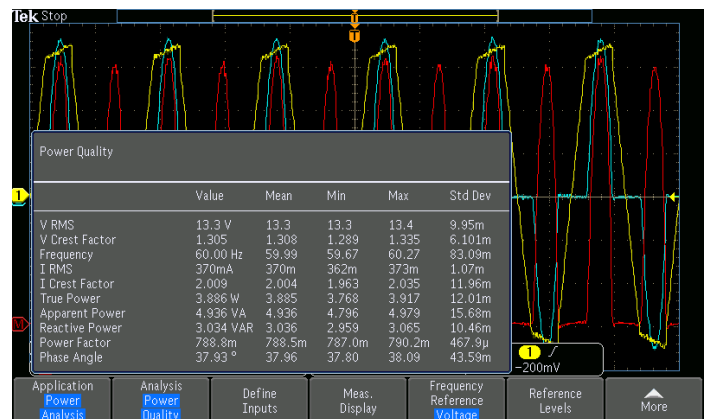 Tek Stop
T
T
Power Quality
Value Mean Min Max Std Dev
1
V RMS 13.3 V 13.3 13.3 13.4 9.95m
V Crest Factor 1.305 1.308 1.289 1.335 6.101m
Frequency 60.00 Hz 59.99 59.67 60.27 83.09m
I RMS 370mA 370m 362m 373m 1.07m
I Crest Factor 2.009 2.004 1.963 2.035 11.96m
True Power 3.886 W 3.885 3.768 3.917 12.01m
Apparent Power 4.936 VA 4.936 4.796 4.979 15.68m
Reactive Power 3.034 VAR 3.036 2.959 3.065 10.46m
M
Power Factor 788.8m 788.5m 787.0m 790.2m 467.9µ
Phase Angle 37.93 ° 37.96 37.80 38.09 43.59m
1
-200mV
Application Power Analysis
Analysis Power Quality
Define Inputs
Meas. Display
Frequency Reference Voltage
Reference Levels
More